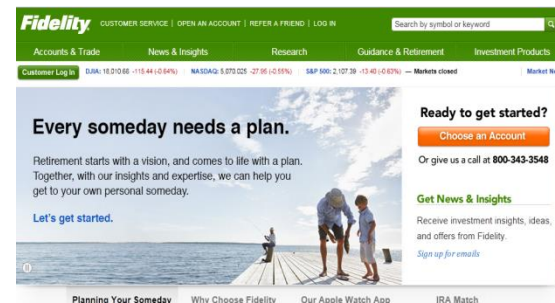 Fidelity CUSTOMER SERVICE | OPEN AN ACCOUNT | REFER A FRIEND | LOG IN Search by symbol or keyword
Accounts & Trade News & Insights Research Guidance & Retirement Investment Products
Customer Log In DJIA: 18,010.68 -115.44 (-0.64%) NASDAQ: 5,070.025 -27.95 (-0.55%) S&P 500: 2,107.39 -13.40 (-0.63%) — Markets closed Market
Every someday needs a plan.
Retirement starts with a vision, and comes to life with a plan.
Together, with our insights and expertise, we can help you
get to your own personal someday.
Let's get started.
Ready to get started?
Choose an Account
Or give us a call at 800-343-3548
Get News & Insights
Receive investment insights, ideas,
and offers from Fidelity.
Sign up for emails
Planning Your Someday Why Choose Fidelity Our Apple Watch App IRA Match